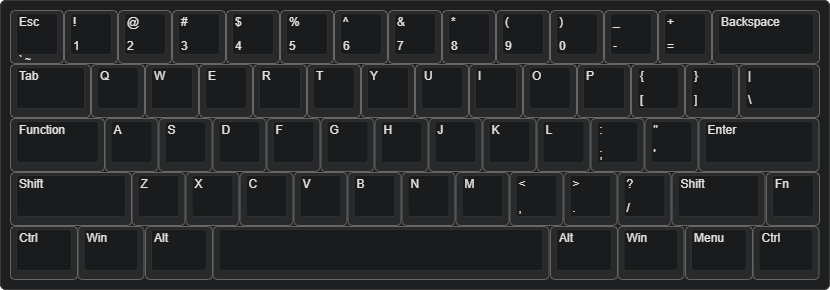 Esc ! @ # $ % ^ & * ( ) _ + Backspace
1 2 3 4 5 6 7 8 9 0 - =
` ~
Tab Q W E R T Y U I O P { } |
[ ] \
Function A S D F G H J K L : " Enter
; '
Shift Z X C V B N M < > ? Shift Fn
, . /
Ctrl Win Alt Alt Win Menu Ctrl